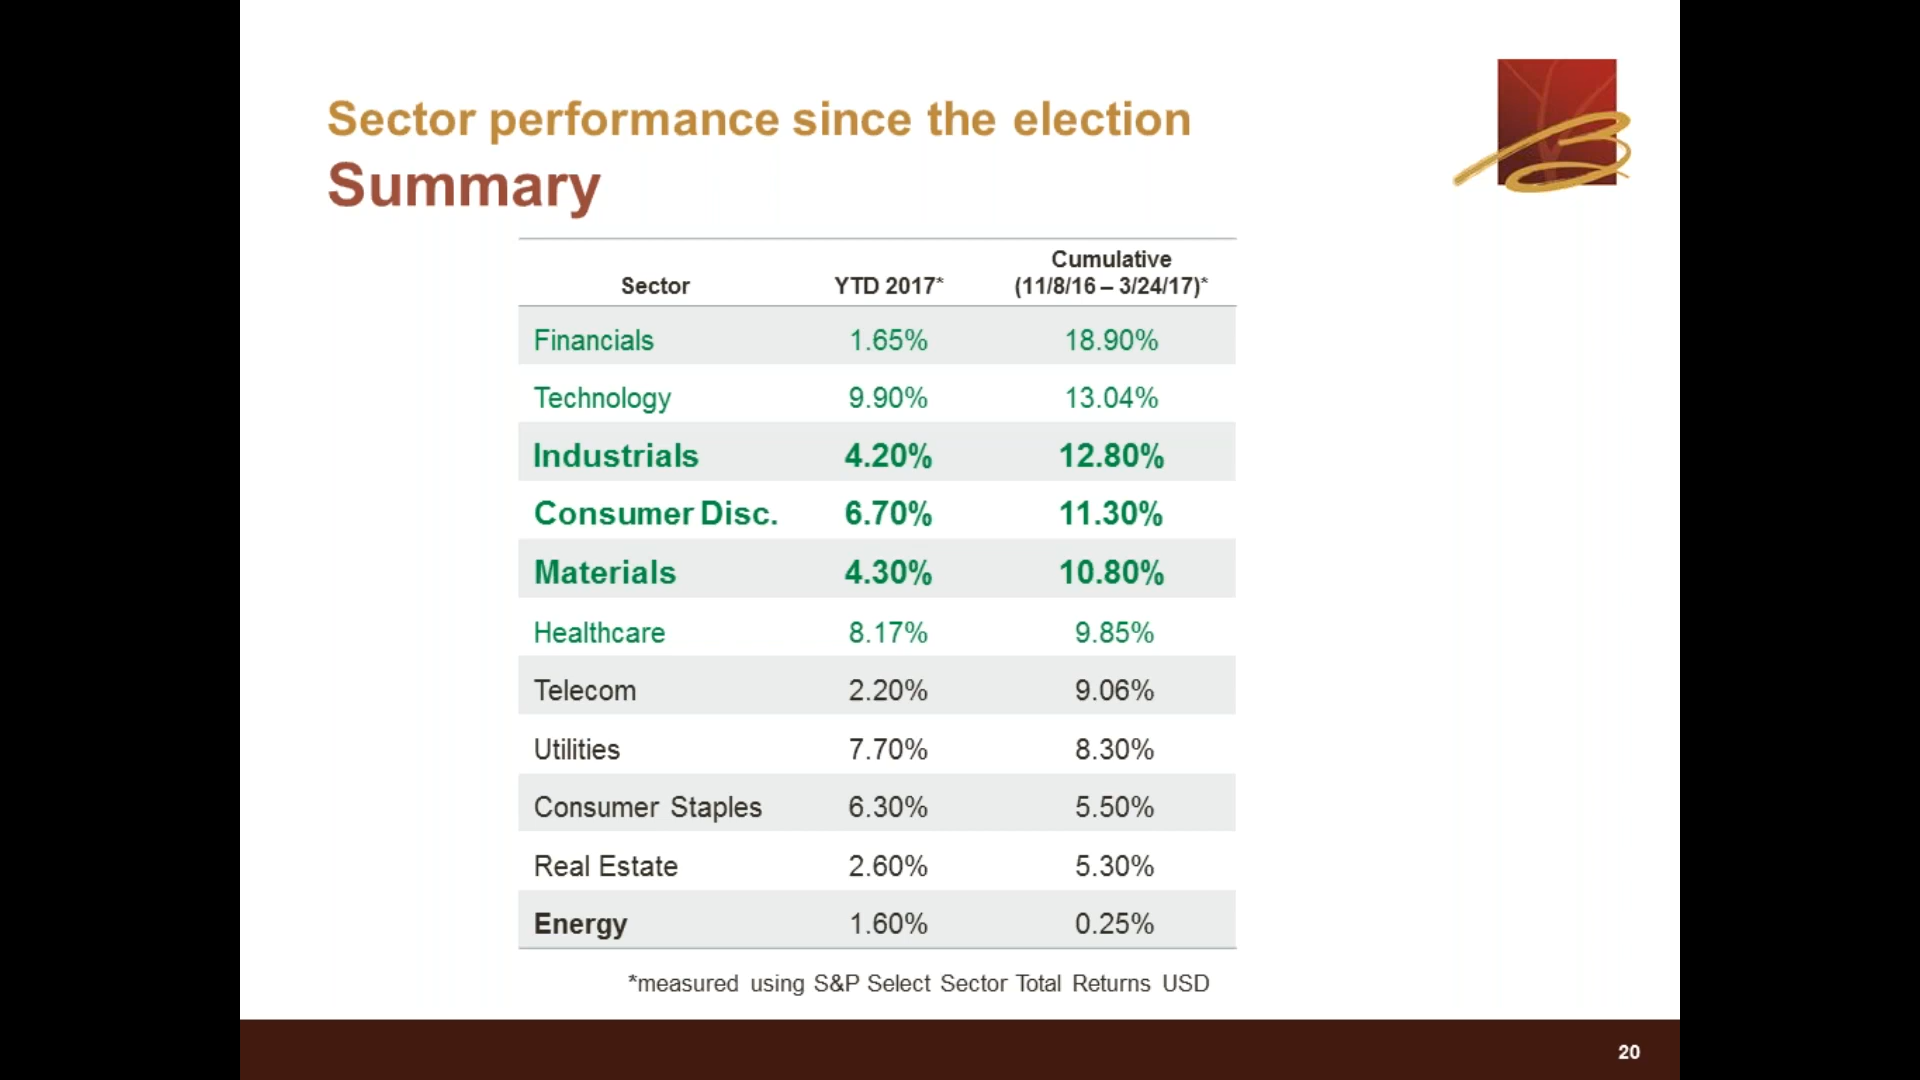 Sector performance since the election
Summary
Sector YTD 2017* Cumulative
(11/8/16 – 3/24/17)*
Financials 1.65% 18.90%
Technology 9.90% 13.04%
Industrials 4.20% 12.80%
Consumer Disc. 6.70% 11.30%
Materials 4.30% 10.80%
Healthcare 8.17% 9.85%
Telecom 2.20% 9.06%
Utilities 7.70% 8.30%
Consumer Staples 6.30% 5.50%
Real Estate 2.60% 5.30%
Energy 1.60% 0.25%
*measured using S&P Select Sector Total Returns USD
20